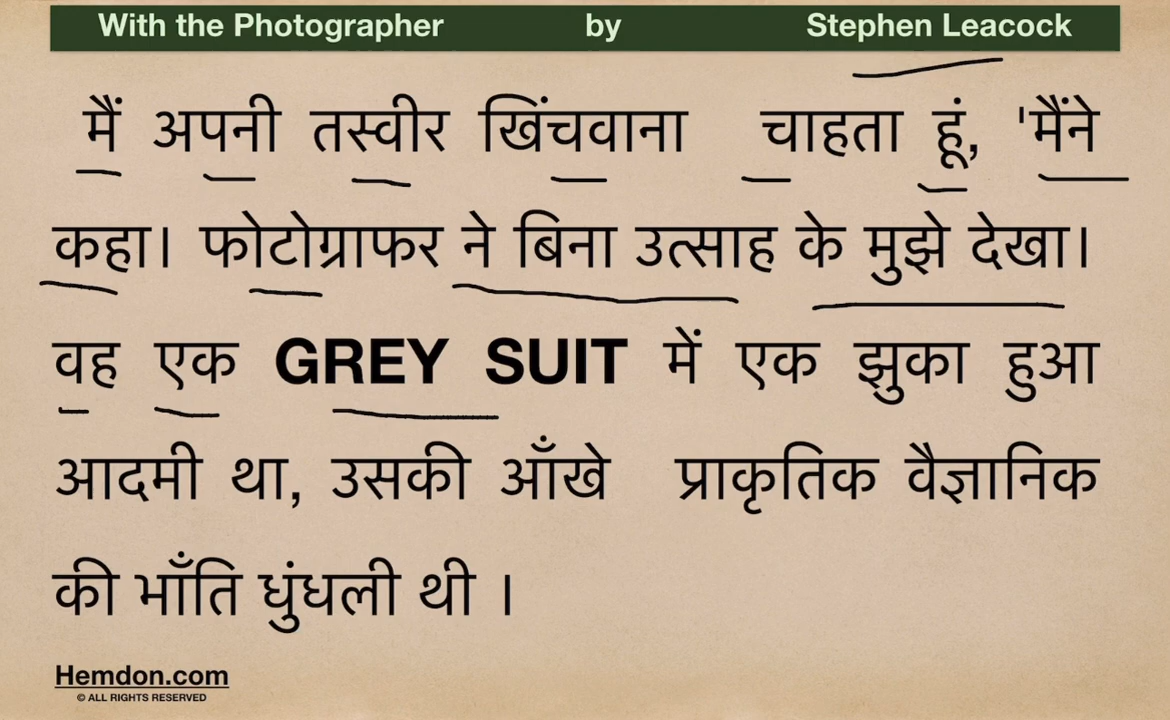 With the Photographer by Stephen Leacock
मैं अपनी तस्वीर खिंचवाना चाहता हूं, 'मैंने
कहा। फोटोग्राफर ने बिना उत्साह के मुझे देखा।
वह एक GREY SUIT में एक झुका हुआ
आदमी था, उसकी आँखे प्राकृतिक वैज्ञानिक
की भाँति धुंधली थी ।
Hemdon.com
© ALL RIGHTS RESERVED